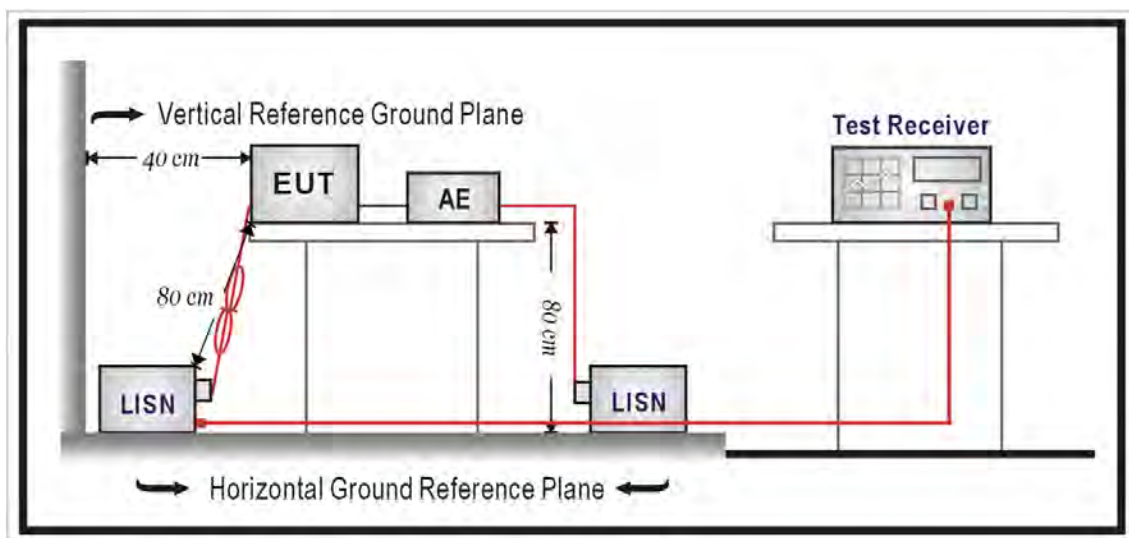 Vertical Reference Ground Plane
Test Receiver
40 cm
EUT
AE
80 cm
80 cm
LISN
LISN
Horizontal Ground Reference Plane